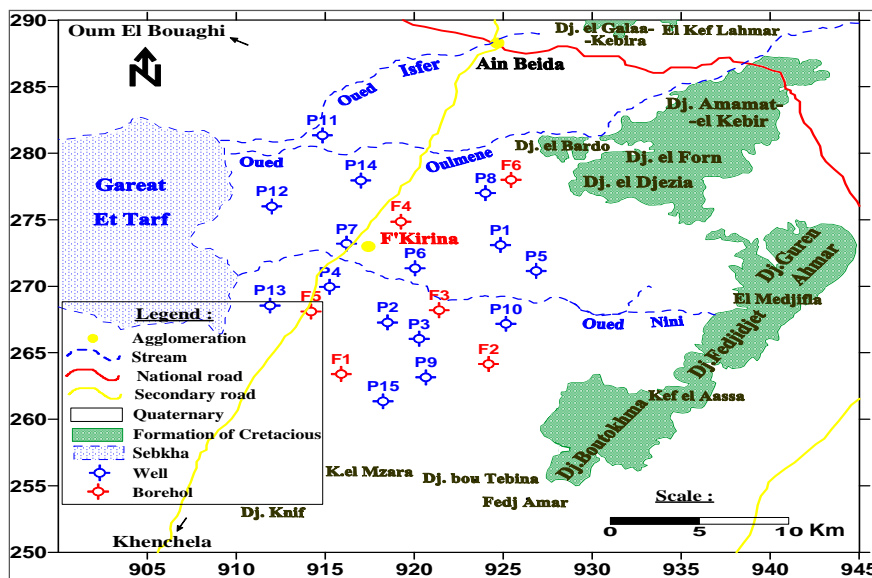 290
285
280
275
270
265
260
255
250
Oum El Bouaghi
N
Dj. el Galaa-
-Kebira
El Kef Lahmar
Ain Beida
Oued Isfer
Dj. Amamat-
-el Kebir
P11
Oued Oulmene
Dj. el Bardo
Dj. el Forn
P14
F6
Dj. el Djezia
Gareat
Et Tarf
P12
P8
F4
P7
F'Kirina
P1
P6
P5
Dj.Guren
Ahmar
P13
P4
F5
P2
F3
P10
El Medjifla
Oued Nini
P3
Dj.Fedjidjet
F1
P9
F2
P15
Kef el Aassa
Dj.Boutokhma
K.el Mzara
Dj. bou Tebina
Fedj Amar
Dj. Knif
Khenchela
Legend :
Agglomeration
Stream
National road
Secondary road
Quaternary
Formation of Cretacious
Sebkha
Well
Borehol
Scale :
0 5 10 Km
905 910 915 920 925 930 935 940 945